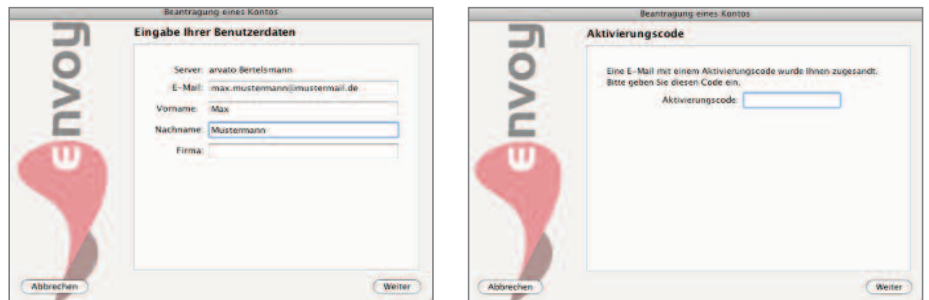 Beantragung eines Kontos
envoy
Eingabe Ihrer Benutzerdaten
Server: arvato Bertelsmann
E-Mail: max.mustermann@mustermail.de
Vorname: Max
Nachname: Mustermann
Firma:
Abbrechen
Weiter
Beantragung eines Kontos
envoy
Aktivierungscode
Eine E-Mail mit einem Aktivierungscode wurde Ihnen zugesandt.
Bitte geben Sie diesen Code ein.
Aktivierungscode:
Abbrechen
Weiter